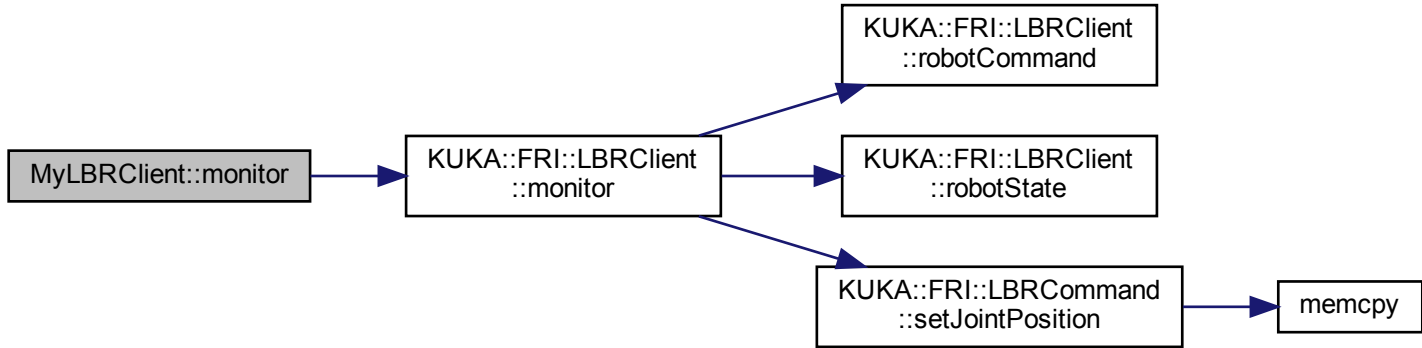 MyLBRClient::monitor
KUKA::FRI::LBRClient
::monitor
KUKA::FRI::LBRClient
::robotCommand
KUKA::FRI::LBRClient
::robotState
KUKA::FRI::LBRCommand
::setJointPosition
memcpy